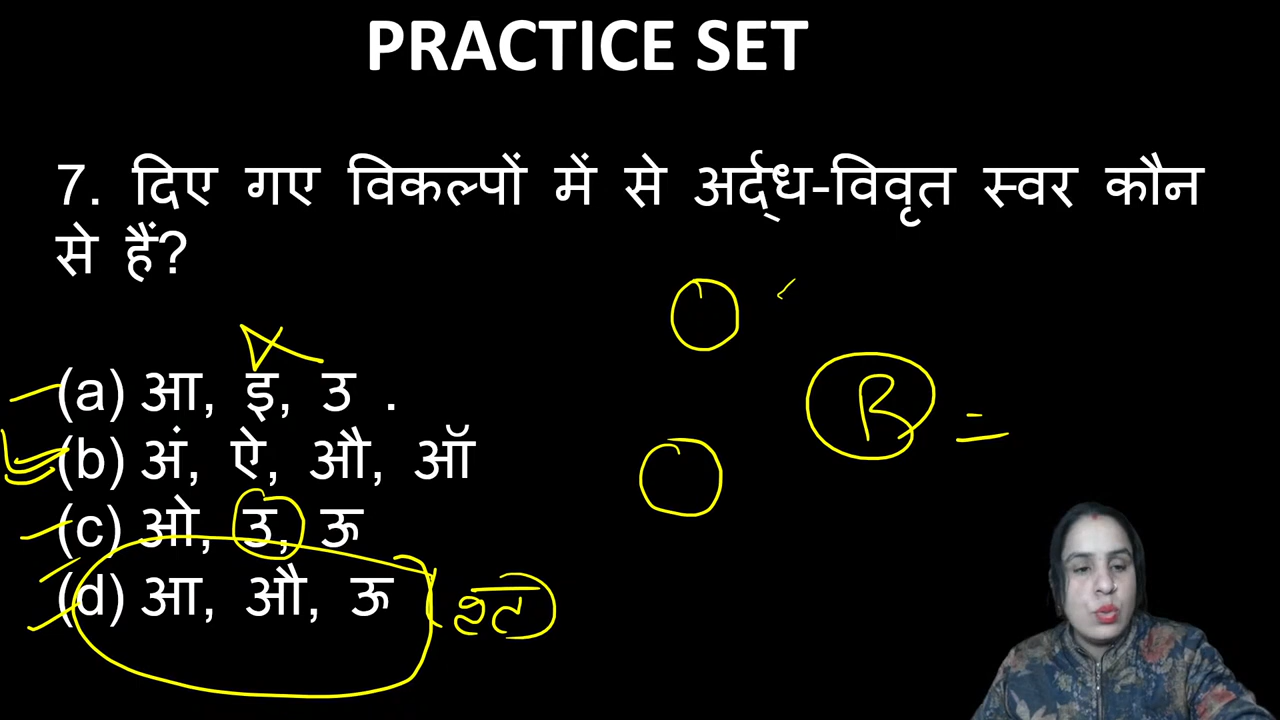 PRACTICE SET
7. दिए गए विकल्पों में से अर्द्ध-विवृत स्वर कौन
से हैं?
(a) आ, इ, उ .
(b) अं, ऐ, औ, ऑ
(c) ओ, उ, ऊ
(d) आ, औ, ऊ
B =